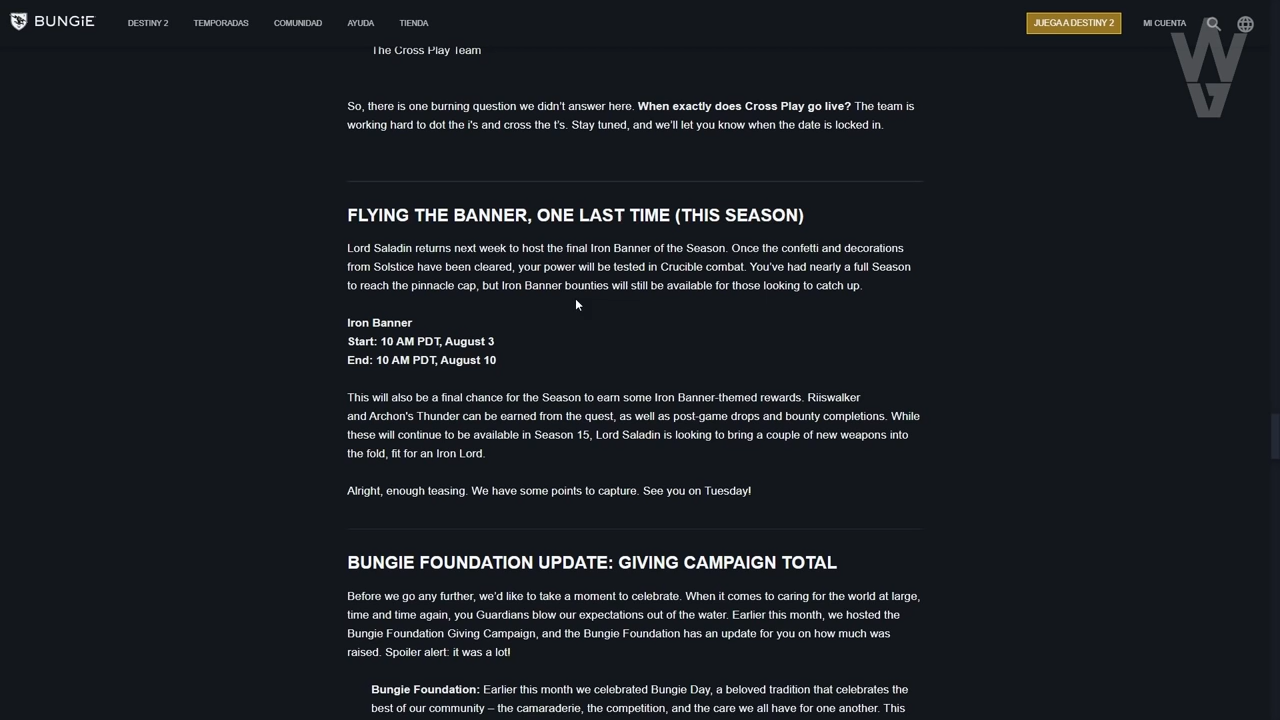 BUNGiE DESTINY 2 TEMPORADAS COMUNIDAD AYUDA TIENDA JUEGA A DESTINY 2 MI CUENTA
WG
The Cross Play Team
So, there is one burning question we didn't answer here. When exactly does Cross Play go live? The team is
working hard to dot the i's and cross the t's. Stay tuned, and we'll let you know when the date is locked in.
FLYING THE BANNER, ONE LAST TIME (THIS SEASON)
Lord Saladin returns next week to host the final Iron Banner of the Season. Once the confetti and decorations
from Solstice have been cleared, your power will be tested in Crucible combat. You've had nearly a full Season
to reach the pinnacle cap, but Iron Banner bounties will still be available for those looking to catch up.
Iron Banner
Start: 10 AM PDT, August 3
End: 10 AM PDT, August 10
This will also be a final chance for the Season to earn some Iron Banner-themed rewards. Riiswalker
and Archon's Thunder can be earned from the quest, as well as post-game drops and bounty completions. While
these will continue to be available in Season 15, Lord Saladin is looking to bring a couple of new weapons into
the fold, fit for an Iron Lord.
Alright, enough teasing. We have some points to capture. See you on Tuesday!
BUNGIE FOUNDATION UPDATE: GIVING CAMPAIGN TOTAL
Before we go any further, we'd like to take a moment to celebrate. When it comes to caring for the world at large,
time and time again, you Guardians blow our expectations out of the water. Earlier this month, we hosted the
Bungie Foundation Giving Campaign, and the Bungie Foundation has an update for you on how much was
raised. Spoiler alert: it was a lot!
Bungie Foundation: Earlier this month we celebrated Bungie Day, a beloved tradition that celebrates the
best of our community – the camaraderie, the competition, and the care we all have for one another. This